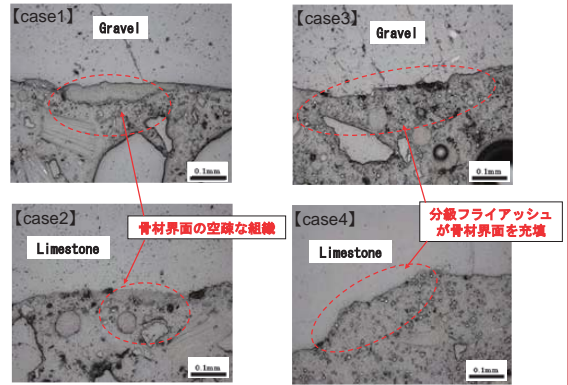 【case1】
Gravel
0.1mm
【case3】
Gravel
0.1mm
骨材界面の空疎な組織
分級フライアッシュ
が骨材界面を充填
【case2】
Limestone
0.1mm
【case4】
Limestone
0.1mm